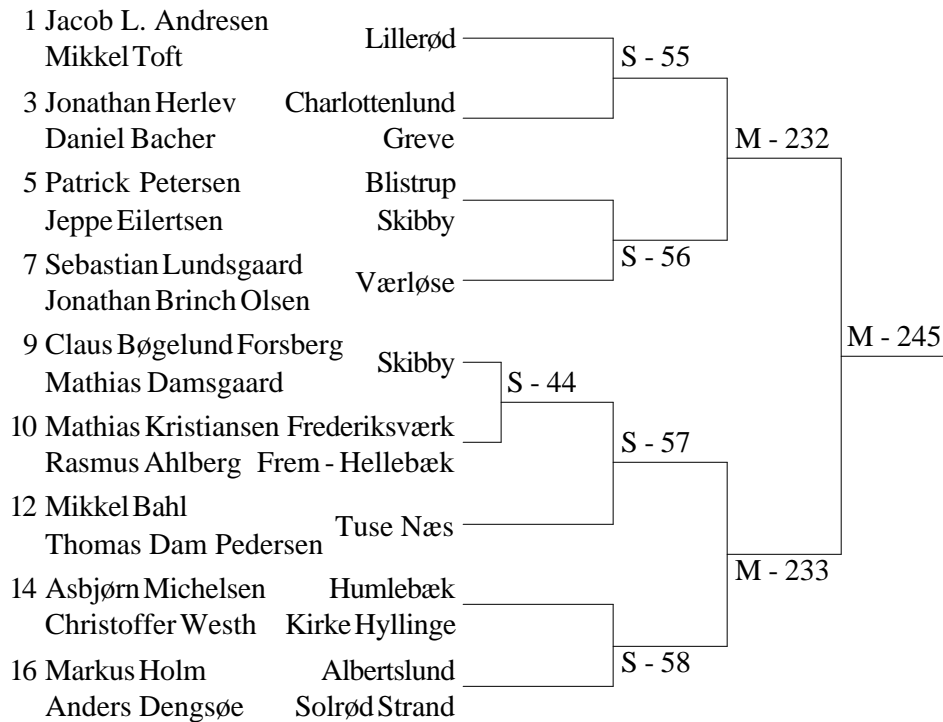 1 Jacob L. Andresen
Mikkel Toft
Lillerød
S - 55
3 Jonathan Herlev Charlottenlund
Daniel Bacher Greve
M - 232
5 Patrick Petersen Blistrup
Jeppe Eilertsen Skibby
S - 56
7 Sebastian Lundsgaard
Jonathan Brinch Olsen
Værløse
M - 245
9 Claus Bøgelund Forsberg
Mathias Damsgaard
Skibby
S - 44
10 Mathias Kristiansen Frederiksværk
Rasmus Ahlberg Frem - Hellebæk
S - 57
12 Mikkel Bahl
Thomas Dam Pedersen
Tuse Næs
M - 233
14 Asbjørn Michelsen Humlebæk
Christoffer Westh Kirke Hyllinge
S - 58
16 Markus Holm Albertslund
Anders Dengsøe Solrød Strand